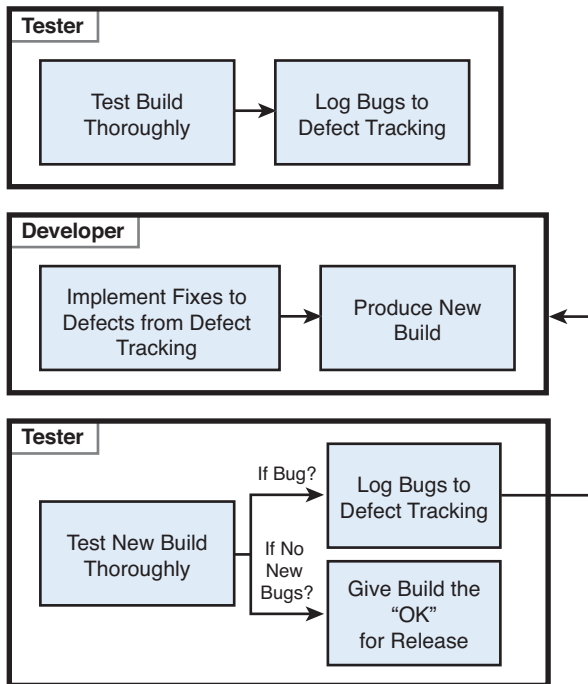 Tester
Test Build
Thoroughly
Log Bugs to
Defect Tracking
Developer
Implement Fixes to
Defects from Defect
Tracking
Produce New
Build
Tester
Test New Build
Thoroughly
If Bug?
Log Bugs to
Defect Tracking
If No
New
Bugs?
Give Build the
“OK”
for Release